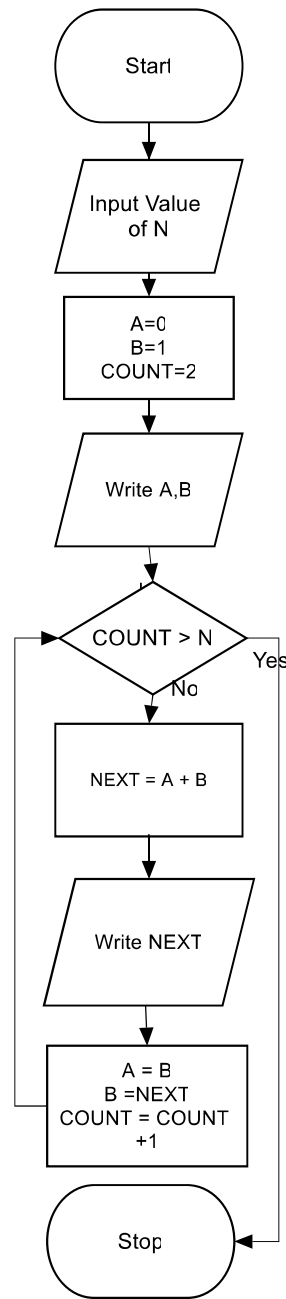 Start
Input Value
of N
A=0
B=1
COUNT=2
Write A,B
COUNT > N
Yes
No
NEXT = A + B
Write NEXT
A = B
B =NEXT
COUNT = COUNT
+1
Stop